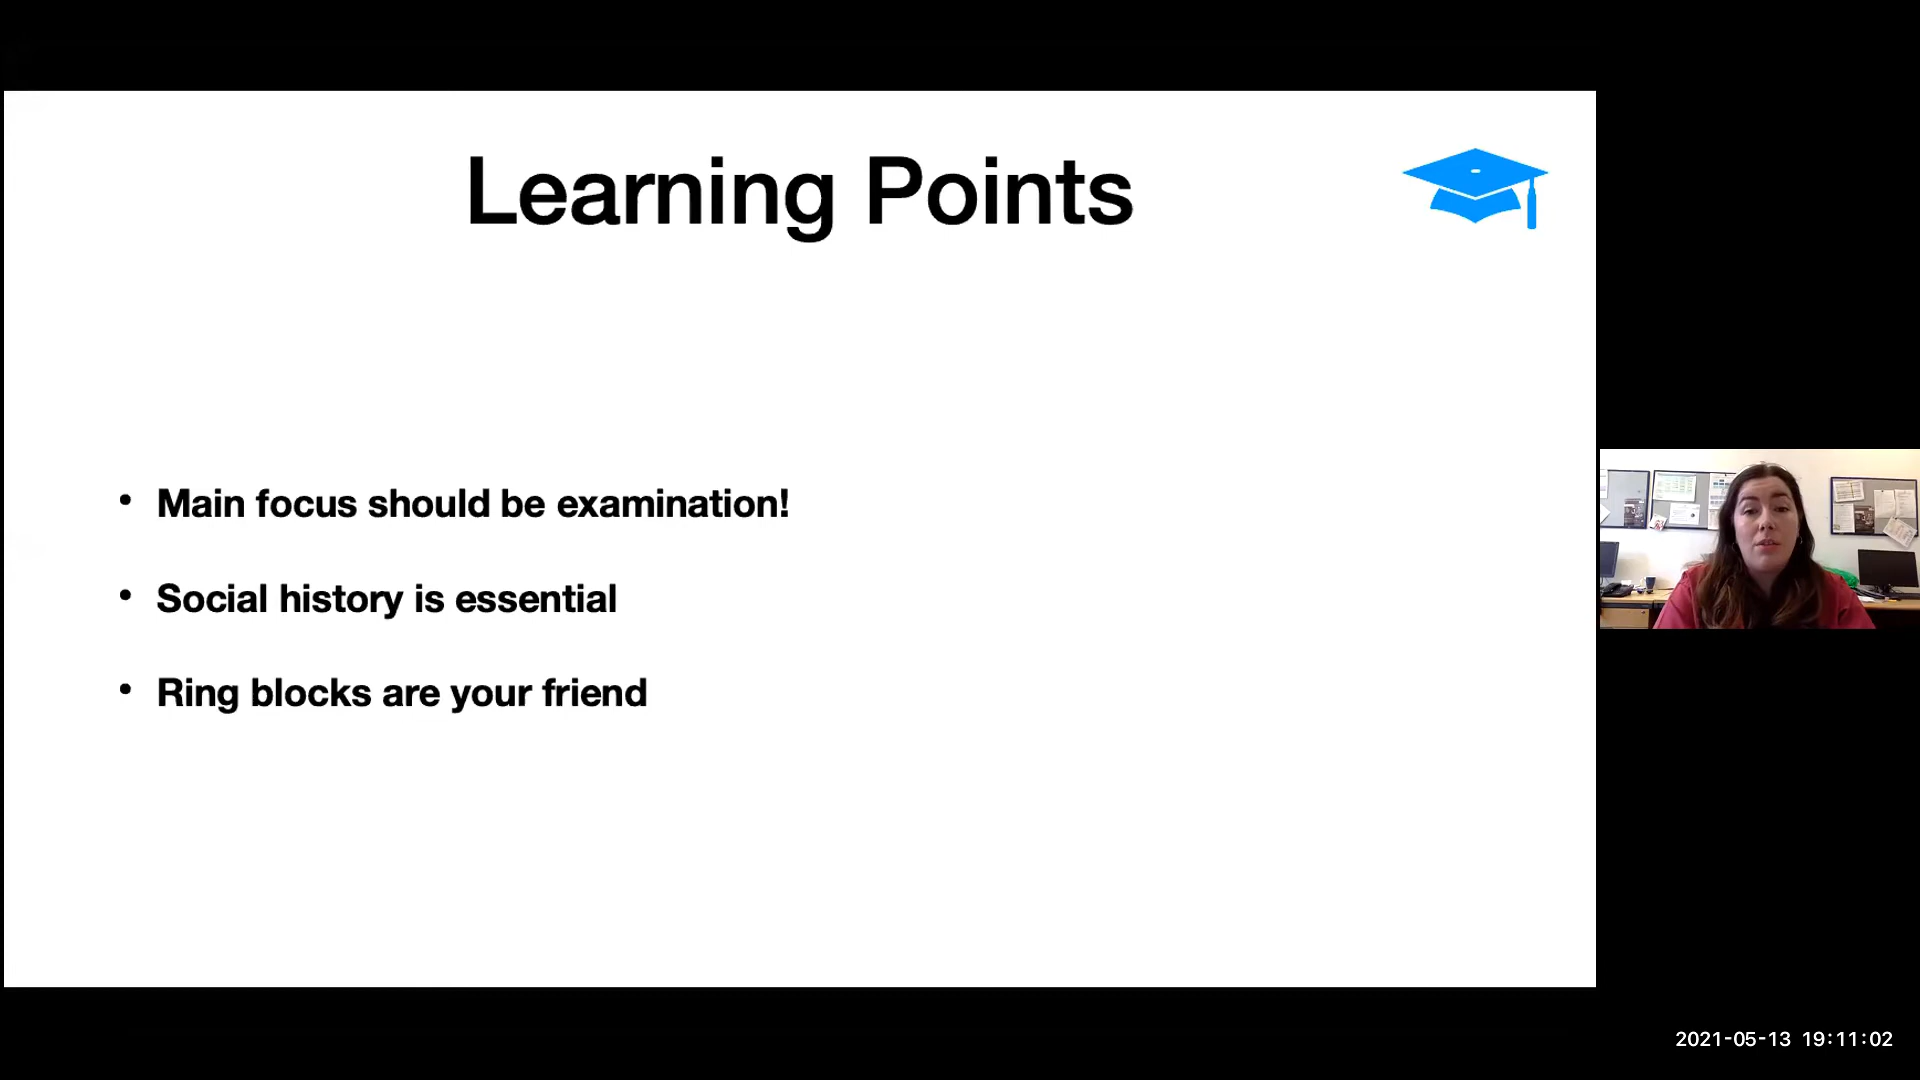 Learning Points
• Main focus should be examination!
• Social history is essential
• Ring blocks are your friend
2021-05-13 19:11:02